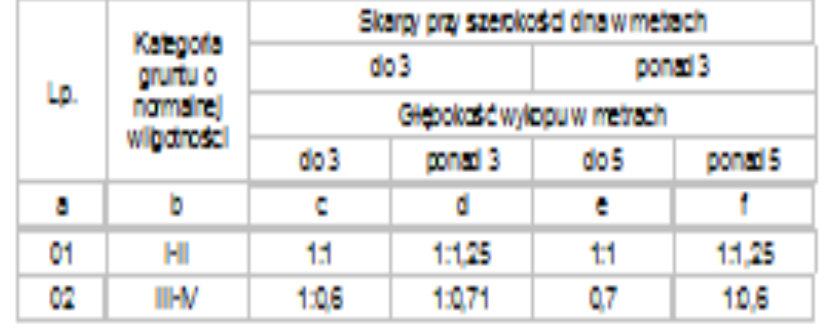 Lp.
Kategoria gruntu o normalnej wilgotności
Skarpy przy szerokości dna w metrach
do 3 ponad 3
Głębokość wykopu w metrach
do 3 ponad 3 do 5 ponad 5
a b c d e f
01 I-II 1:1 1:1,25 1:1 1:1,25
02 III-IV 1:0,6 1:0,71 0,7 1:0,6